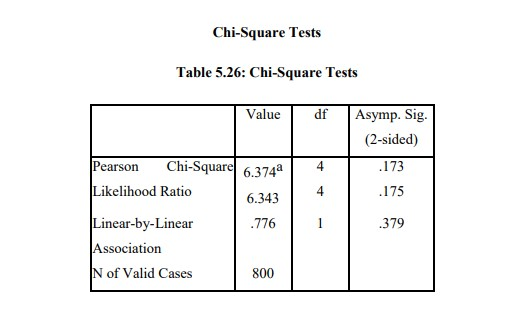 Chi-Square Tests
Table 5.26: Chi-Square Tests
Value df Asymp. Sig.
(2-sided)
Pearson Chi-Square 6.374a 4 .173
Likelihood Ratio 6.343 4 .175
Linear-by-Linear .776 1 .379
Association
N of Valid Cases 800